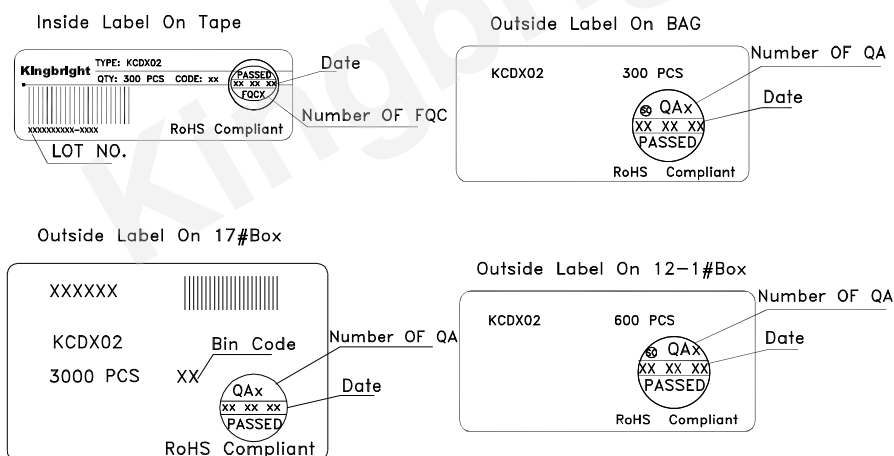 Inside Label On Tape
Kingbright
TYPE: KCDX02
QTY: 300 PCS CODE: xx
PASSED
xx xx xx
FQCX
XXXXXXXXXX-XXXX
RoHS Compliant
Date
Number OF FQC
LOT NO.
Outside Label On BAG
KCDX02 300 PCS
QAx
XX XX XX
PASSED
RoHS Compliant
Number OF QA
Date
Outside Label On 17#Box
XXXXXX
KCDX02
Bin Code
3000 PCS XX
QAx
XX XX XX
PASSED
RoHS Compliant
Number OF QA
Date
Outside Label On 12-1#Box
KCDX02 600 PCS
QAx
XX XX XX
PASSED
RoHS Compliant
Number OF QA
Date
Kingbright